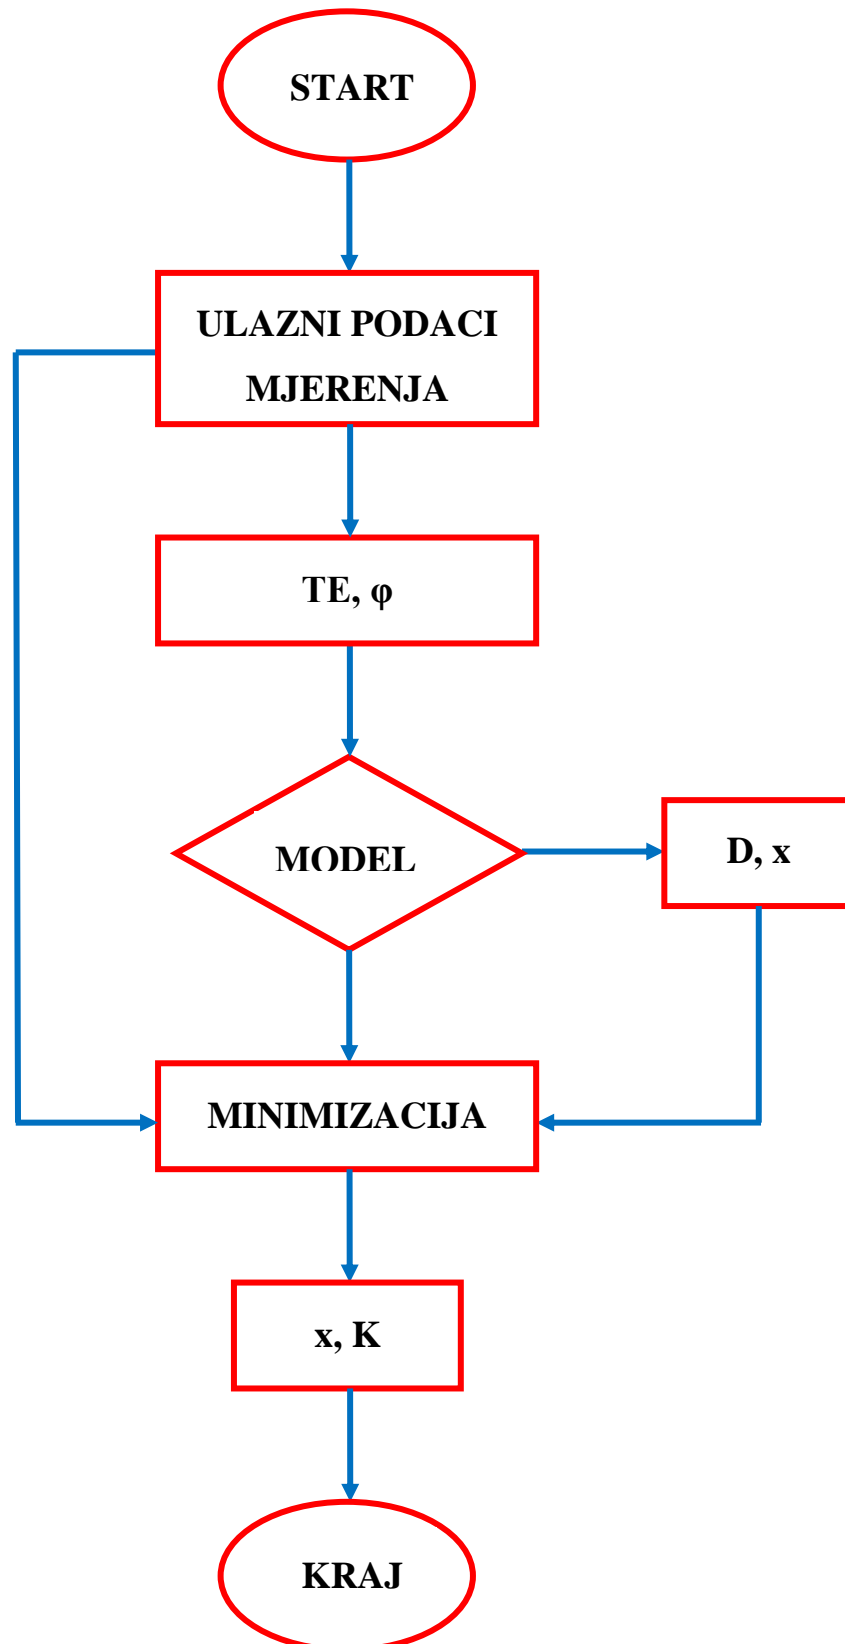 START
ULAZNI PODACI
MJERENJA
TE, φ
MODEL
D, x
MINIMIZACIJA
x, K
KRAJ